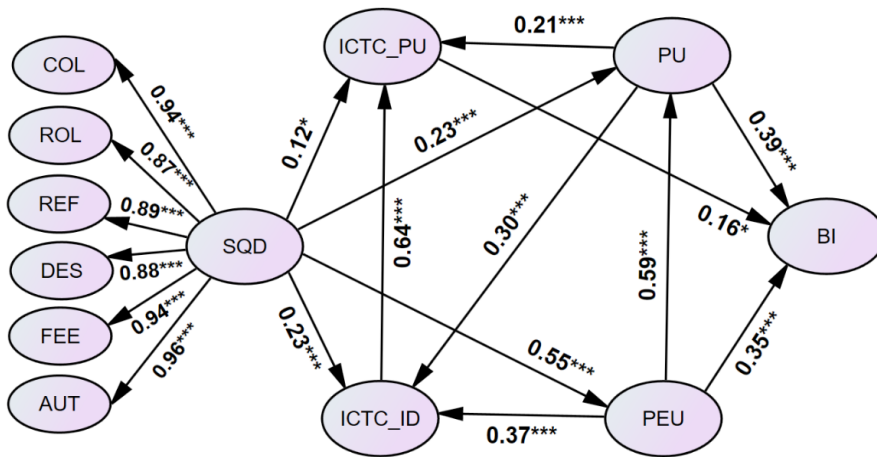 COL
ROL
REF
DES
FEE
AUT
0.94***
0.87***
0.89***
0.88***
0.94***
0.96***
SQD
ICTC_PU
0.21***
PU
0.12*
0.23***
0.39***
0.64***
0.30***
0.59***
0.16*
BI
0.23***
0.55***
0.35***
ICTC_ID
0.37***
PEU